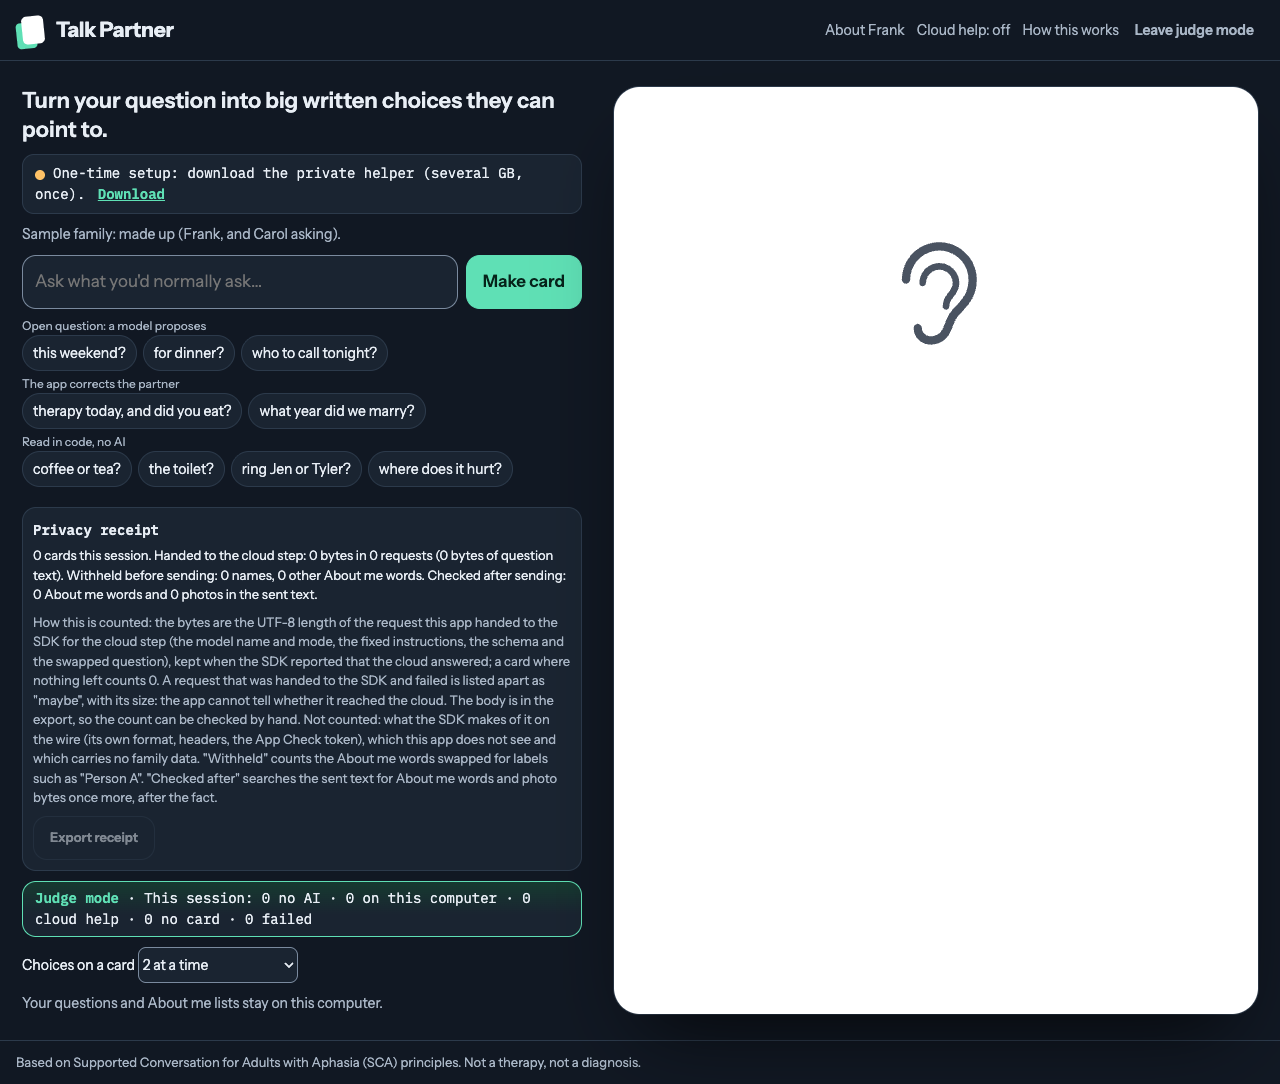 Talk Partner
About Frank Cloud help: off How this works Leave judge mode
Turn your question into big written choices they can
point to.
One-time setup: download the private helper (several GB,
once). Download
Sample family: made up (Frank, and Carol asking).
Ask what you'd normally ask...
Make card
Open question: a model proposes
this weekend? for dinner? who to call tonight?
The app corrects the partner
therapy today, and did you eat? what year did we marry?
Read in code, no AI
coffee or tea? the toilet? ring Jen or Tyler? where does it hurt?
Privacy receipt
0 cards this session. Handed to the cloud step: 0 bytes in 0 requests (0 bytes of question
text). Withheld before sending: 0 names, 0 other About me words. Checked after sending:
0 About me words and 0 photos in the sent text.
How this is counted: the bytes are the UTF-8 length of the request this app handed to the
SDK for the cloud step (the model name and mode, the fixed instructions, the schema and
the swapped question), kept when the SDK reported that the cloud answered; a card where
nothing left counts 0. A request that was handed to the SDK and failed is listed apart as
"maybe", with its size: the app cannot tell whether it reached the cloud. The body is in the
export, so the count can be checked by hand. Not counted: what the SDK makes of it on
the wire (its own format, headers, the App Check token), which this app does not see and
which carries no family data. "Withheld" counts the About me words swapped for labels
such as "Person A". "Checked after" searches the sent text for About me words and photo
bytes once more, after the fact.
Export receipt
Judge mode · This session: 0 no AI · 0 on this computer · 0
cloud help · 0 no card · 0 failed
Choices on a card 2 at a time
Your questions and About me lists stay on this computer.
Based on Supported Conversation for Adults with Aphasia (SCA) principles. Not a therapy, not a diagnosis.